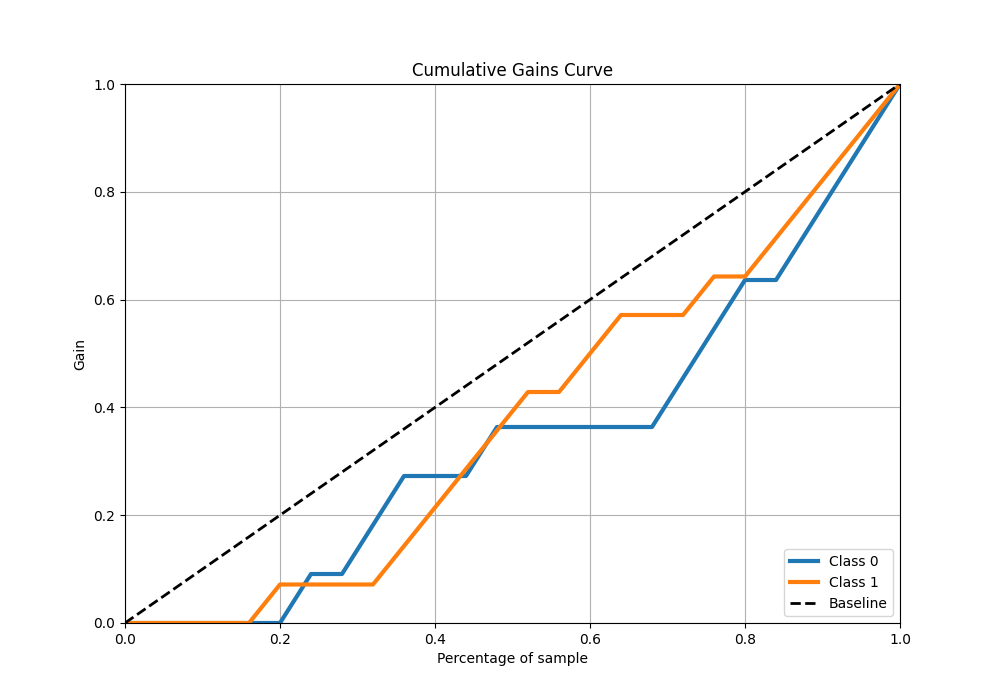 Cumulative Gains Curve
1.0
0.8
0.6
0.4
0.2
0.0
Gain
0.0 0.2 0.4 0.6 0.8 1.0
Percentage of sample
Class 0
Class 1
Baseline